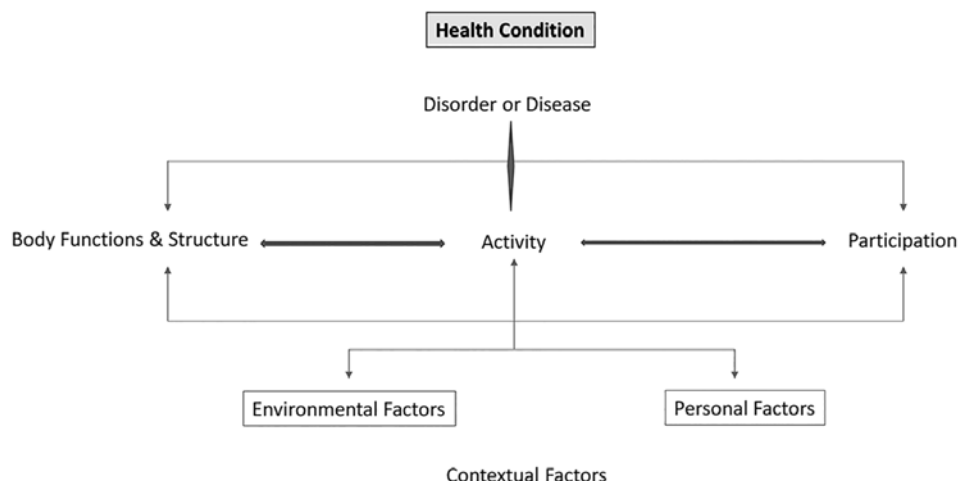 Health Condition
Disorder or Disease
Body Functions & Structure
Activity
Participation
Environmental Factors
Personal Factors
Contextual Factors